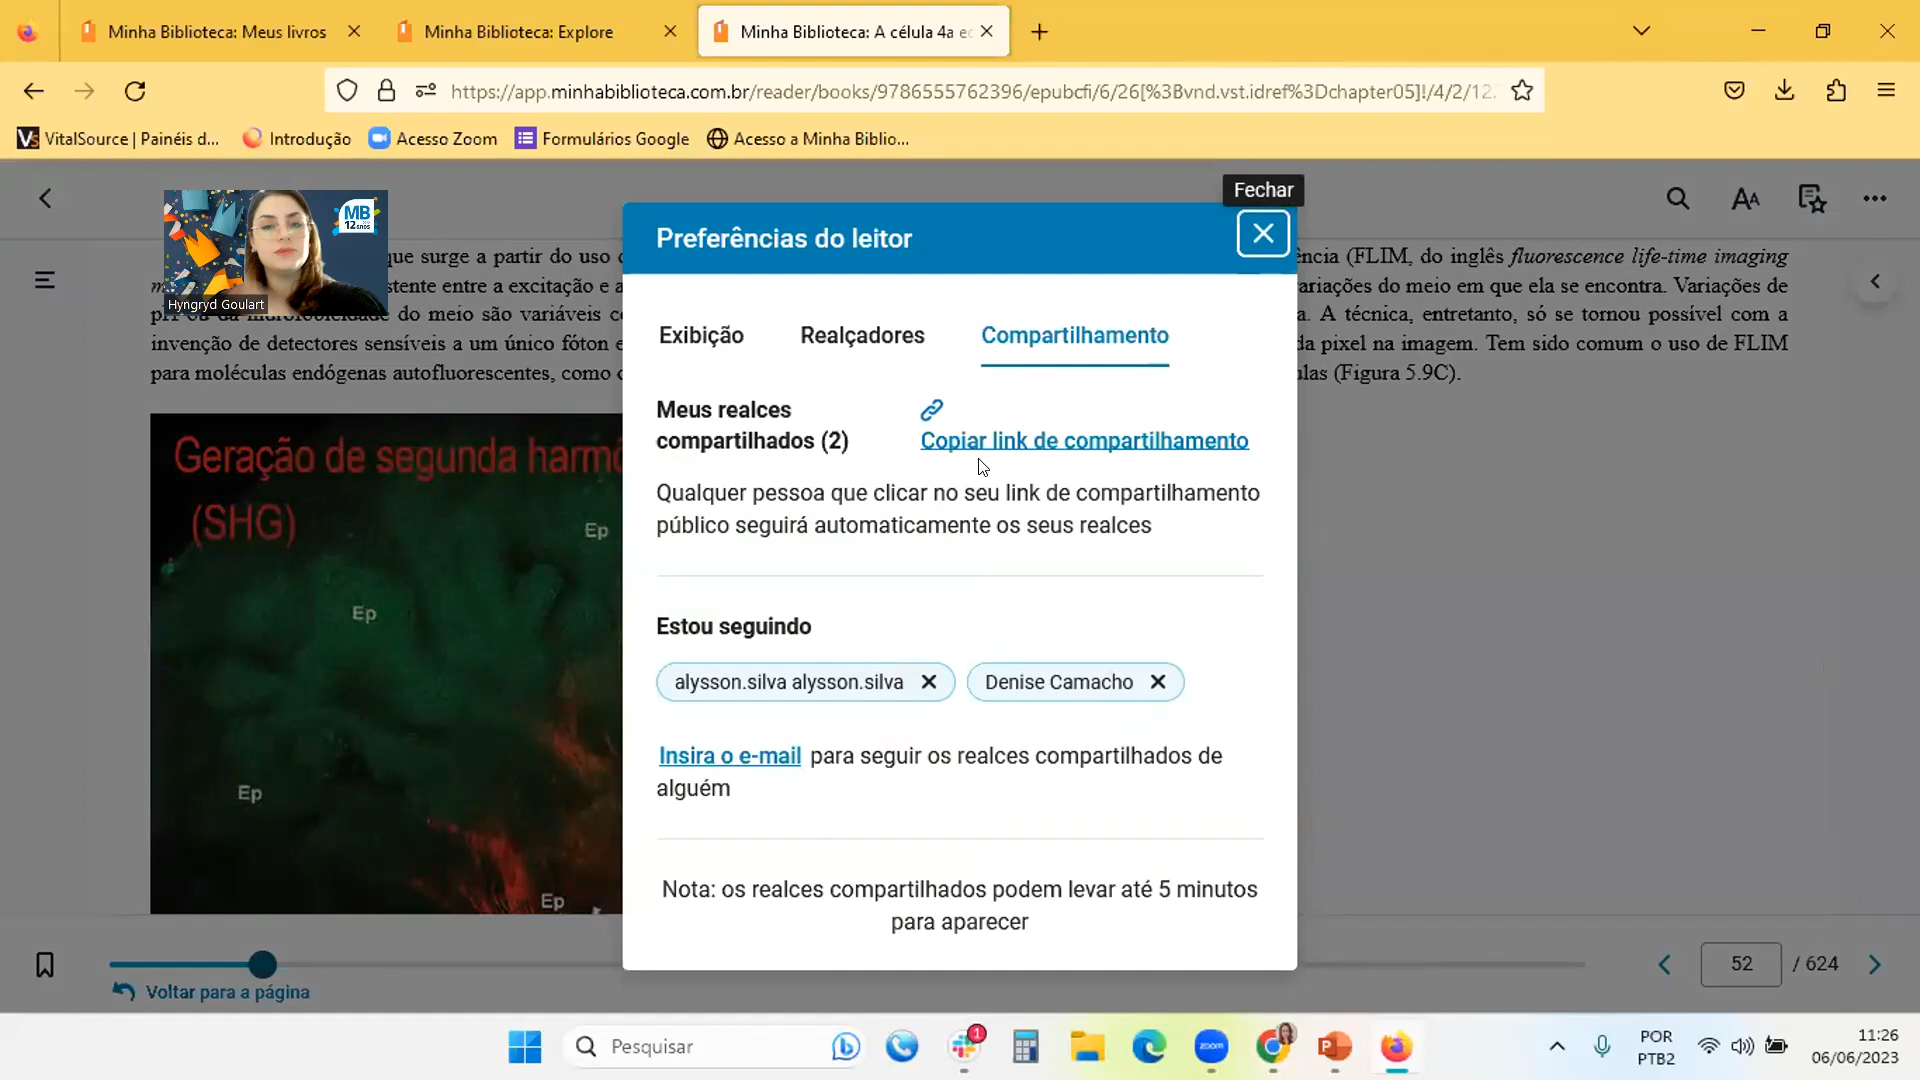 Minha Biblioteca: Meus livros
Minha Biblioteca: Explore
Minha Biblioteca: A célula 4a ed
https://app.minhabiblioteca.com.br/reader/books/9786555762396/epubcfi/6/26[%3Bvnd.vst.idref%3Dchapter05]!/4/2/12.
VitalSource | Painéis d...
Introdução
Acesso Zoom
Formulários Google
Acesso a Minha Biblio...
Fechar
MB
12 anos
Hyngryd Goulart
que surge a partir do uso
ência (FLIM, do inglês fluorescence life-time imaging
stente entre a excitação e a
ariações do meio em que ela se encontra. Variações de
do meio são variáveis c
a. A técnica, entretanto, só se tornou possível com a
invenção de detectores sensíveis a um único fóton e
da pixel na imagem. Tem sido comum o uso de FLIM
para moléculas endógenas autofluorescentes, como
ulas (Figura 5.9C).
Geração de segunda harmô
(SHG)
Ep
Ep
Ep
Ep
Preferências do leitor
Exibição
Realçadores
Compartilhamento
Meus realces
compartilhados (2)
Copiar link de compartilhamento
Qualquer pessoa que clicar no seu link de compartilhamento
público seguirá automaticamente os seus realces
Estou seguindo
alysson.silva alysson.silva
Denise Camacho
Insira o e-mail para seguir os realces compartilhados de
alguém
Nota: os realces compartilhados podem levar até 5 minutos
para aparecer
Voltar para a página
52 / 624
Pesquisar
1
zoom
POR
PTB2
11:26
06/06/2023